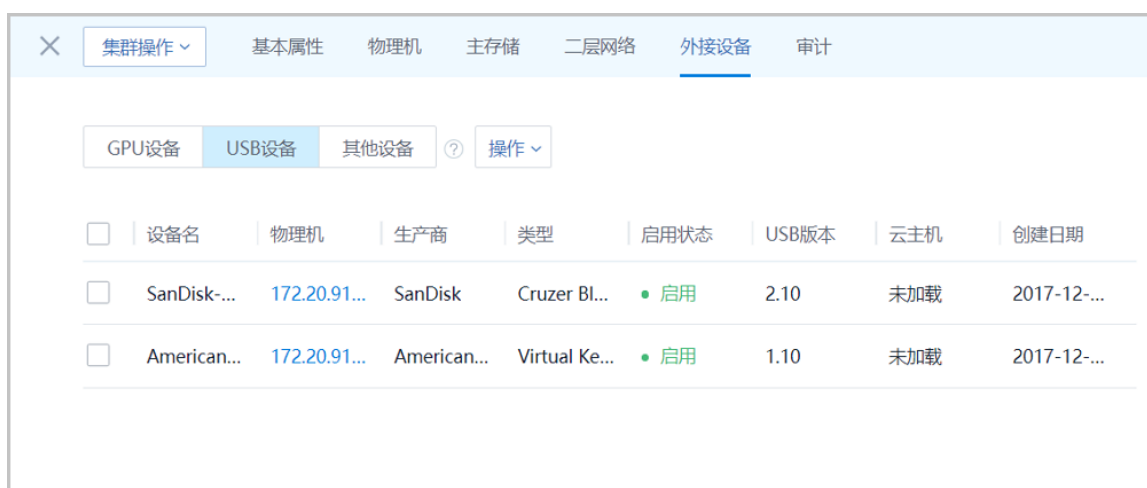 集群操作 基本属性 物理机 主存储 二层网络 外接设备 审计
GPU设备 USB设备 其他设备 ? 操作
设备名 物理机 生产商 类型 启用状态 USB版本 云主机 创建日期
SanDisk-... 172.20.91... SanDisk Cruzer Bl... 启用 2.10 未加载 2017-12-...
American... 172.20.91... American... Virtual Ke... 启用 1.10 未加载 2017-12-...